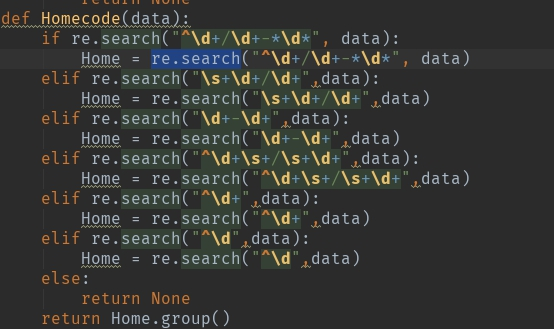 return None
def Homecode(data):
    if re.search("^\d+/\d+-*\d*", data):
        Home = re.search("^\d+/\d+-*\d*", data)
    elif re.search("\s+\d+/\d+",data):
        Home = re.search("\s+\d+/\d+",data)
    elif re.search("\d+-\d+",data):
        Home = re.search("\d+-\d+",data)
    elif re.search("^\d+\s+/\s+\d+",data):
        Home = re.search("^\d+\s+/\s+\d+",data)
    elif re.search("^\d+",data):
        Home = re.search("^\d+",data)
    elif re.search("^\d",data):
        Home = re.search("^\d",data)
    else:
        return None
    return Home.group()